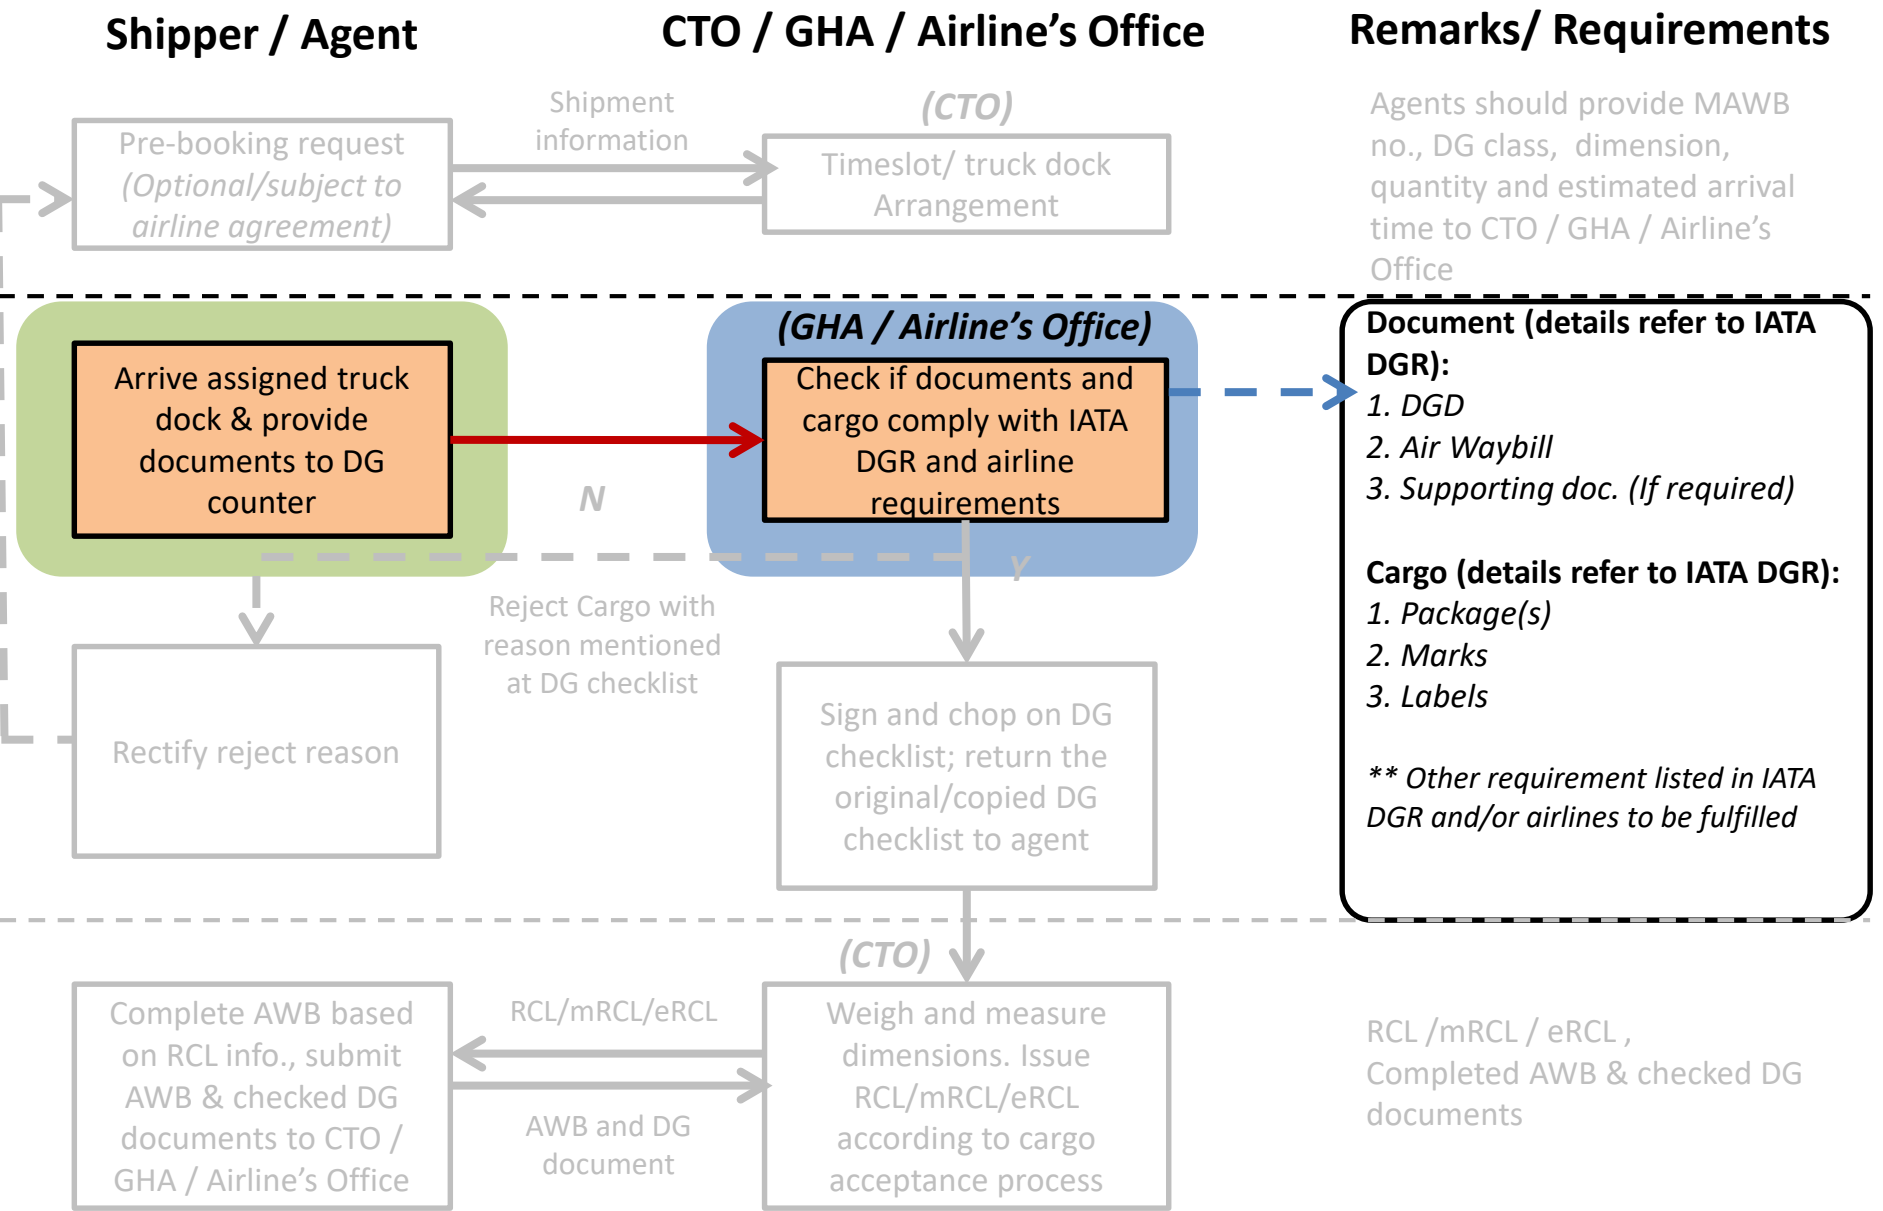 Shipper / Agent
CTO / GHA / Airline’s Office
Remarks/ Requirements
Pre-booking request
(Optional/subject to
airline agreement)
Shipment
information
(CTO)
Timeslot/ truck dock
Arrangement
Agents should provide MAWB
no., DG class, dimension,
quantity and estimated arrival
time to CTO / GHA / Airline’s
Office
Arrive assigned truck
dock & provide
documents to DG
counter
(GHA / Airline’s Office)
Check if documents and
cargo comply with IATA
DGR and airline
requirements
N
Y
Reject Cargo with
reason mentioned
at DG checklist
Rectify reject reason
Sign and chop on DG
checklist; return the
original/copied DG
checklist to agent
Document (details refer to IATA
DGR):
1. DGD
2. Air Waybill
3. Supporting doc. (If required)
Cargo (details refer to IATA DGR):
1. Package(s)
2. Marks
3. Labels
** Other requirement listed in IATA
DGR and/or airlines to be fulfilled
Complete AWB based
on RCL info., submit
AWB & checked DG
documents to CTO /
GHA / Airline’s Office
RCL/mRCL/eRCL
AWB and DG
document
(CTO)
Weigh and measure
dimensions. Issue
RCL/mRCL/eRCL
according to cargo
acceptance process
RCL /mRCL / eRCL ,
Completed AWB & checked DG
documents